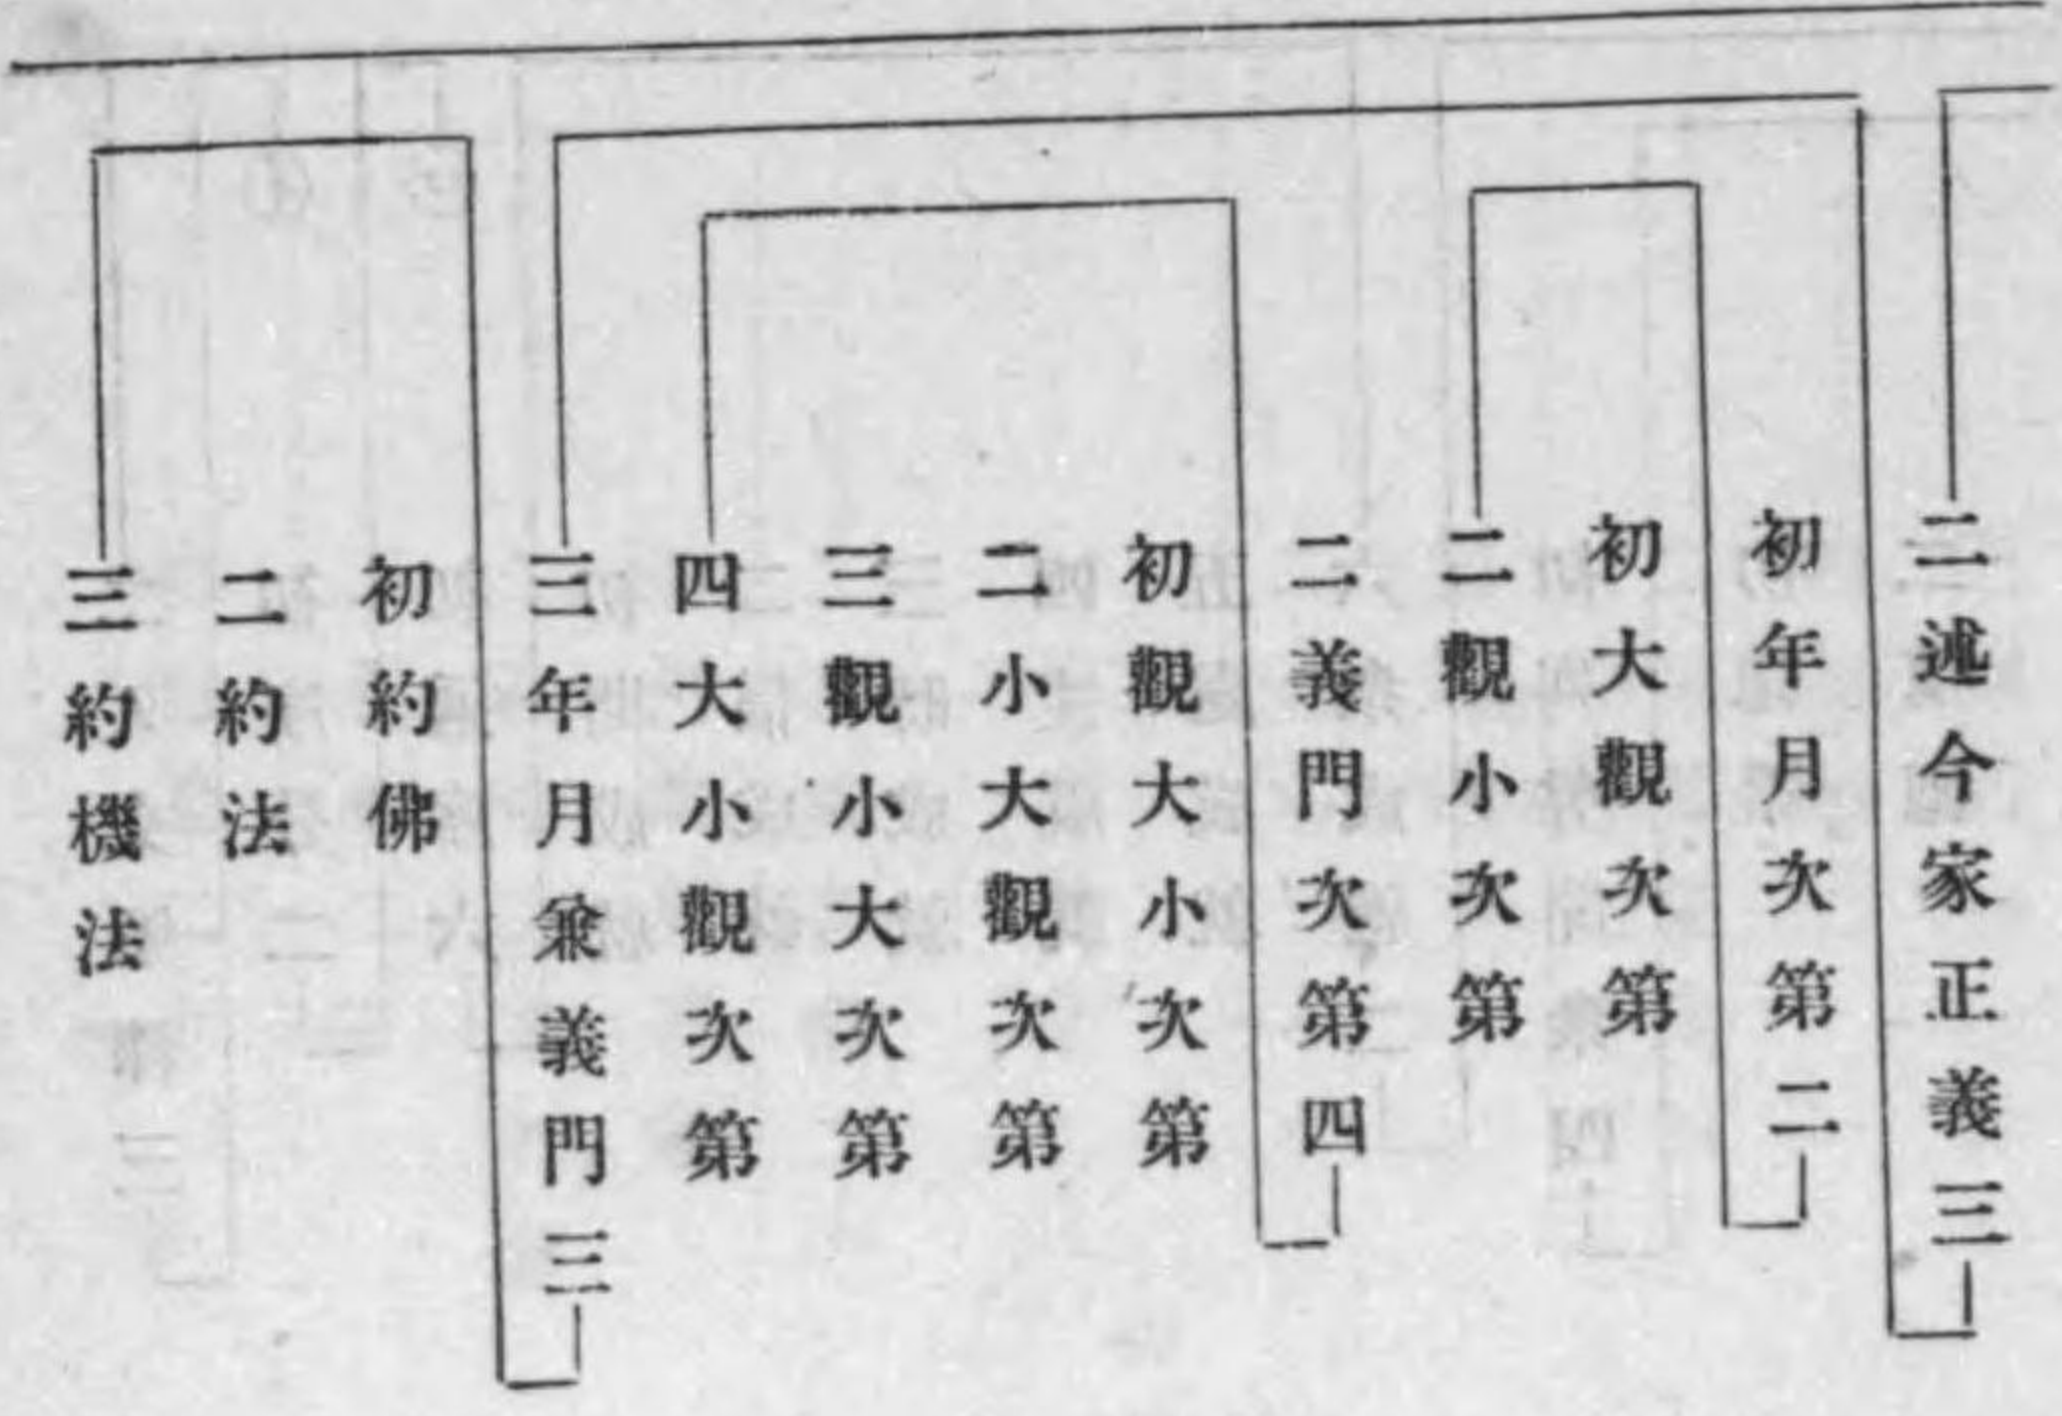 二述今家正義三
初年月次第二
初大觀次第
二觀小次第
二義門次第四
初觀大小次第
二小大觀次第
三觀小大次第
四大小觀次第
三年月兼義門三
初約佛
二約法
三約機法